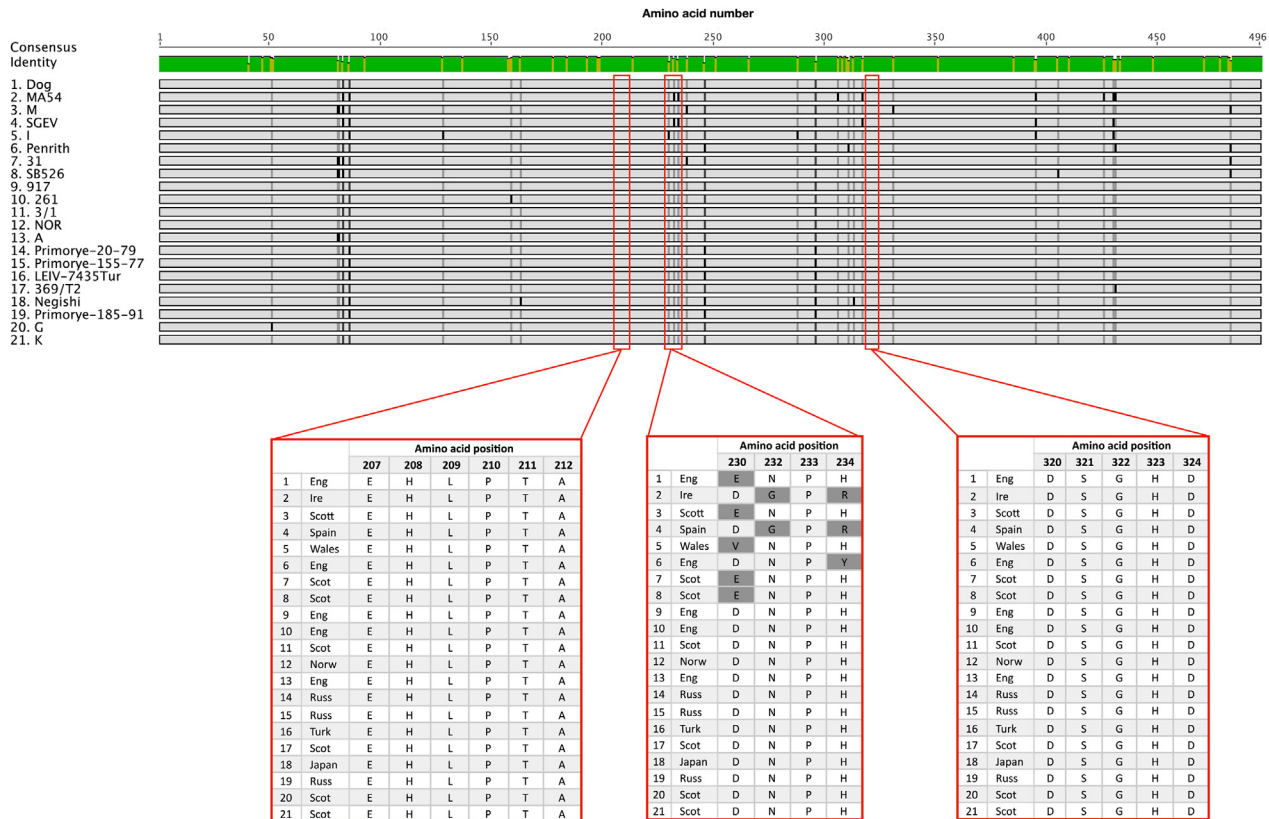 Amino acid number
1 50 100 150 200 250 300 350 400 450 496
Consensus
Identity
1. Dog
2. MA54
3. M
4. SGEV
5. I
6. Penrith
7. 31
8. SB526
9. 917
10. 261
11. 3/1
12. NOR
13. A
14. Primorye-20-79
15. Primorye-155-77
16. LEIV-7435Tur
17. 369/T2
18. Negishi
19. Primorye-185-91
20. G
21. K
Amino acid position
207 208 209 210 211 212
1 Eng E H L P T A
2 Ire E H L P T A
3 Scott E H L P T A
4 Spain E H L P T A
5 Wales E H L P T A
6 Eng E H L P T A
7 Scot E H L P T A
8 Scot E H L P T A
9 Eng E H L P T A
10 Eng E H L P T A
11 Scot E H L P T A
12 Norw E H L P T A
13 Eng E H L P T A
14 Russ E H L P T A
15 Russ E H L P T A
16 Turk E H L P T A
17 Scot E H L P T A
18 Japan E H L P T A
19 Russ E H L P T A
20 Scot E H L P T A
21 Scot E H L P T A
Amino acid position
230 232 233 234
1 Eng E N P H
2 Ire D G P R
3 Scott E N P H
4 Spain D G P R
5 Wales V N P H
6 Eng D N P Y
7 Scot E N P H
8 Scot E N P H
9 Eng D N P H
10 Eng D N P H
11 Scot D N P H
12 Norw D N P H
13 Eng D N P H
14 Russ D N P H
15 Russ D N P H
16 Turk D N P H
17 Scot D N P H
18 Japan D N P H
19 Russ D N P H
20 Scot D N P H
21 Scot D N P H
Amino acid position
320 321 322 323 324
1 Eng D S G H D
2 Ire D S G H D
3 Scott D S G H D
4 Spain D S G H D
5 Wales D S G H D
6 Eng D S G H D
7 Scot D S G H D
8 Scot D S G H D
9 Eng D S G H D
10 Eng D S G H D
11 Scot D S G H D
12 Norw D S G H D
13 Eng D S G H D
14 Russ D S G H D
15 Russ D S G H D
16 Turk D S G H D
17 Scot D S G H D
18 Japan D S G H D
19 Russ D S G H D
20 Scot D S G H D
21 Scot D S G H D